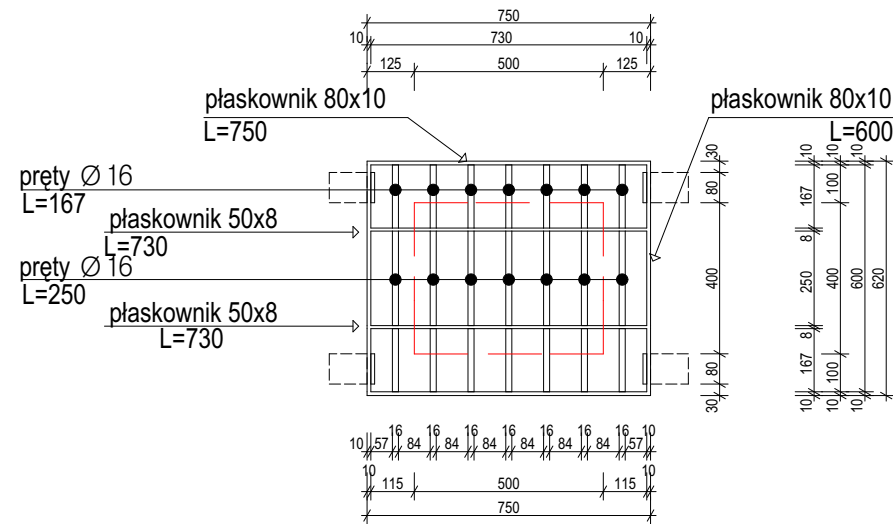 750
10 730 10
125 500 125
płaskownik 80x10
L=750
płaskownik 80x10
L=600
pręty Ø 16
L=167
płaskownik 50x8
L=730
pręty Ø 16
L=250
płaskownik 50x8
L=730
30
80
400
80
30
10
167
8
250
8
167
10
10
100
400
100
10
10
600
10
620
16 16 16 16 16 16 16 10
10 57 84 84 84 84 84 84 57
10 10
115 500 115
750